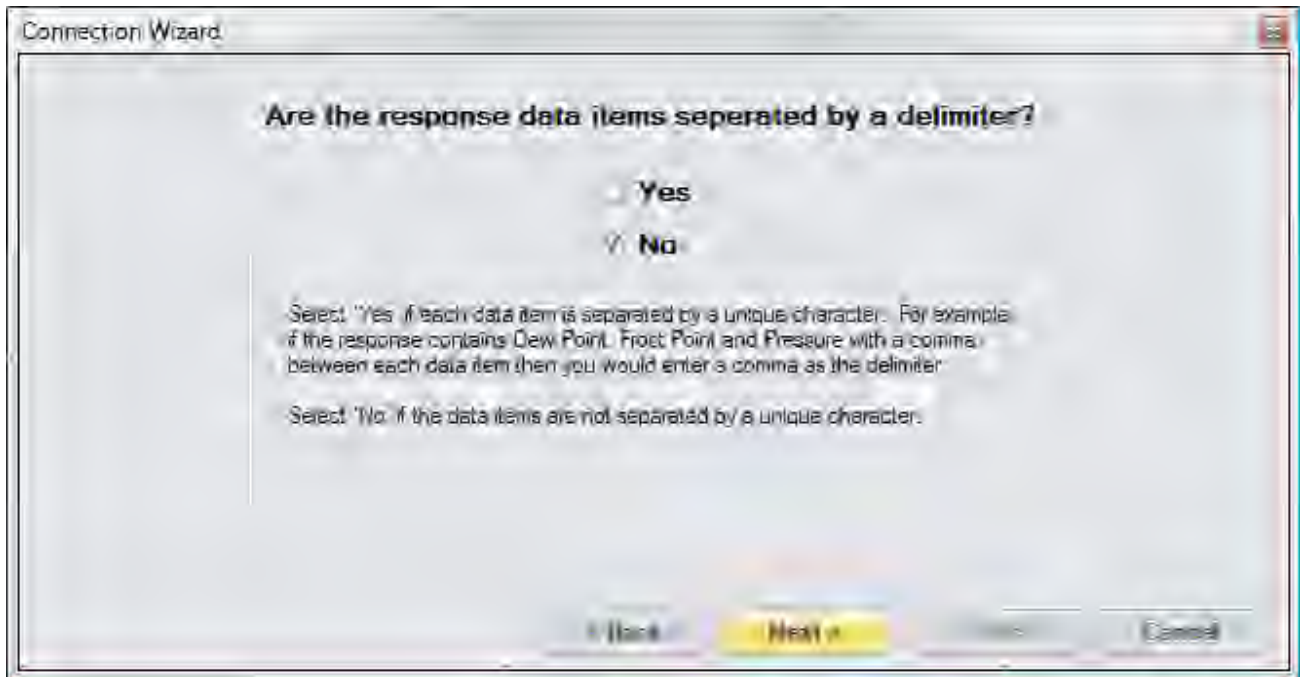 Connection Wizard
Are the response data items seperated by a delimiter?
Yes
No
Select "Yes" if each data item is separated by a unique character. For example
if the response contains Dew Point, Frost Point and Pressure with a comma
between each data item then you would enter a comma as the delimiter.
Select "No" if the data items are not separated by a unique character.
< Back
Next >
Cancel